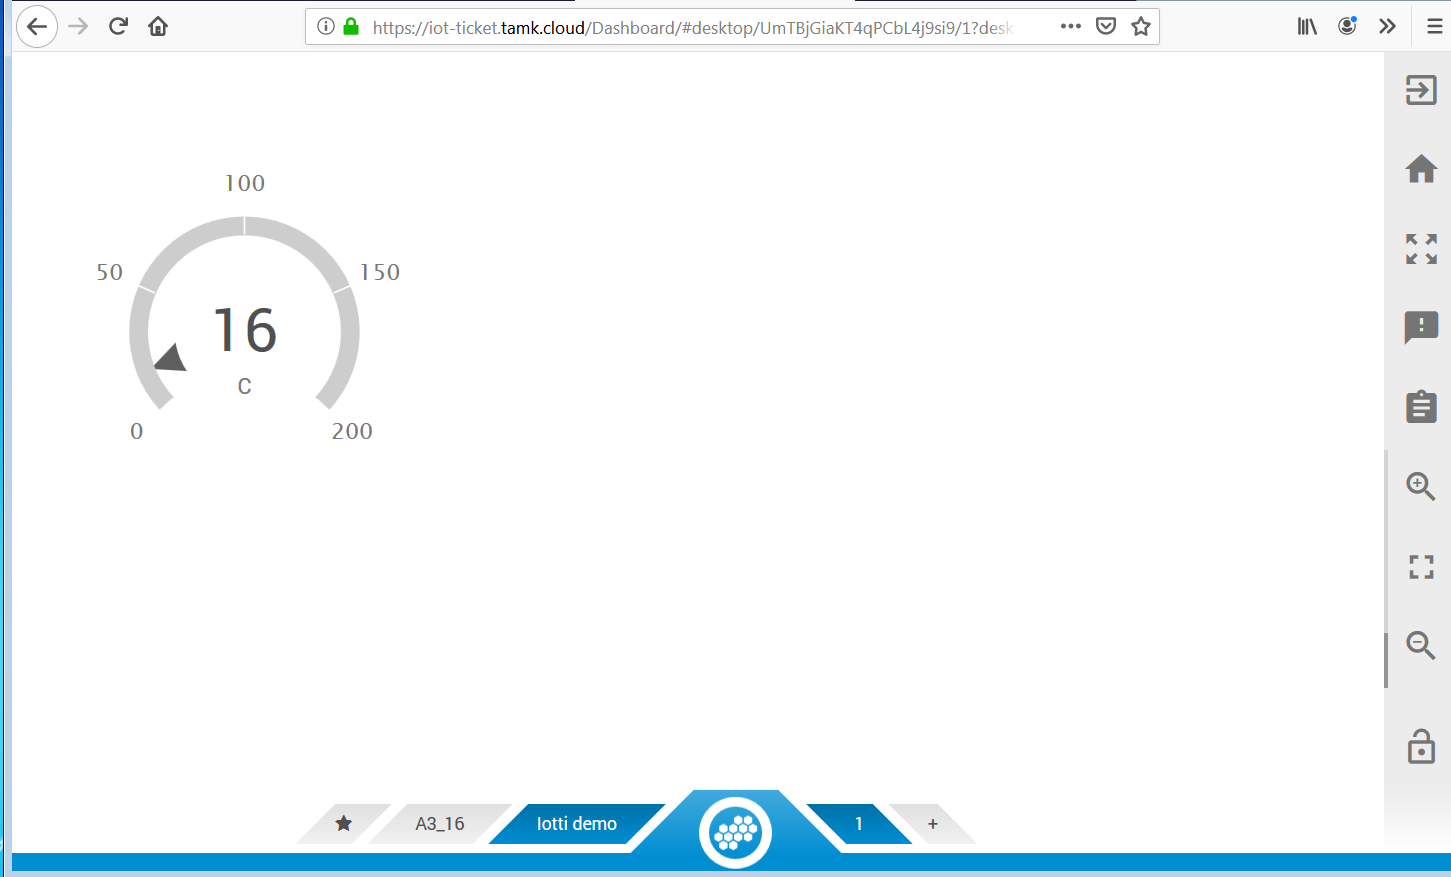 https://iot-ticket.tamk.cloud/Dashboard/#desktop/UmTBjGiaKT4qPCbL4j9si9/1?desk
100
50
150
16
C
0
200
A3_16
Iotti demo
1
+